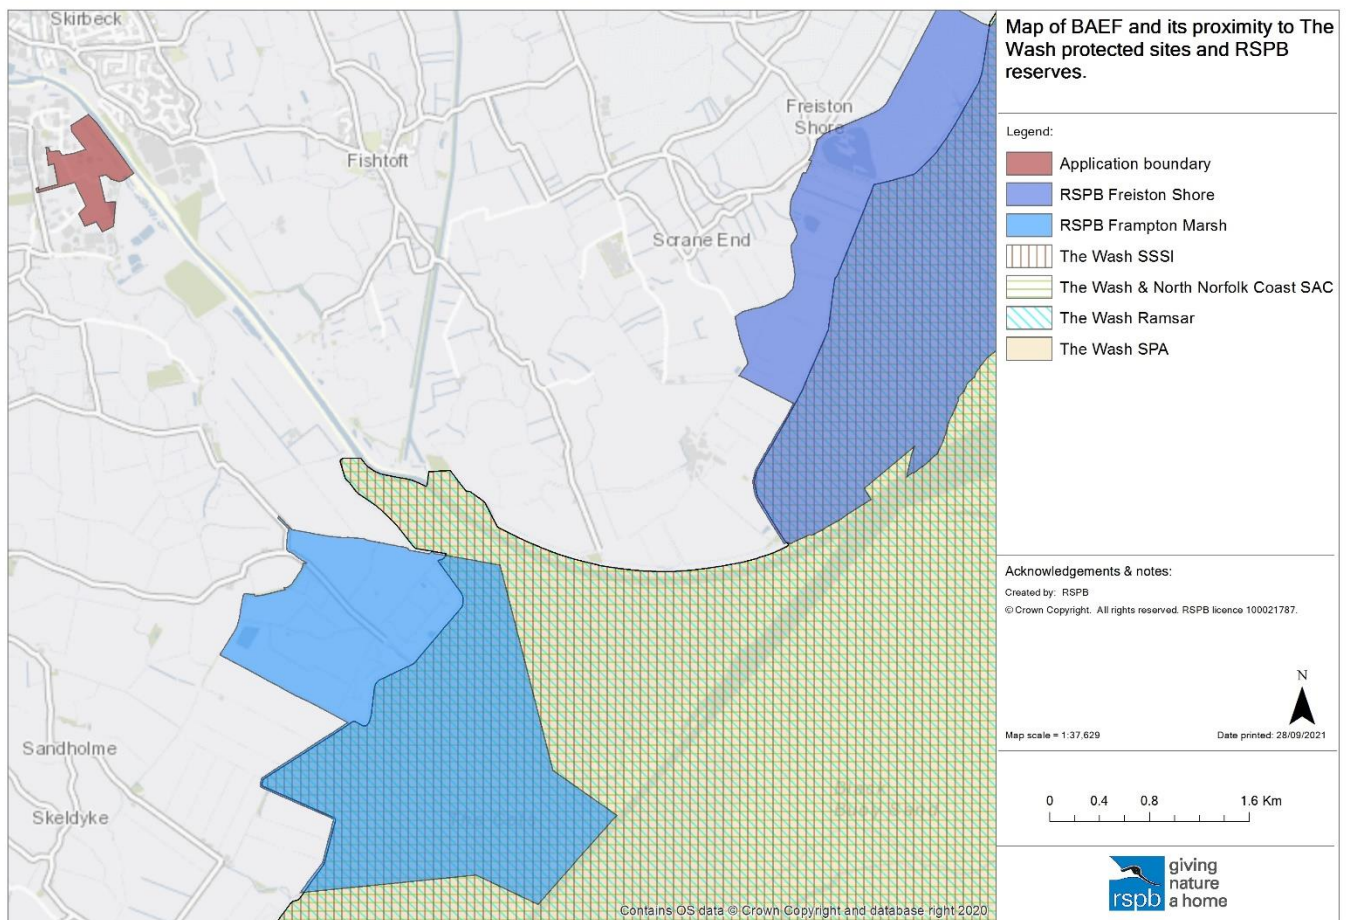 Skirbeck
Fishtoft
Freiston
Shore
Scrane End
Sandholme
Skeldyke
Contains OS data © Crown Copyright and database right 2020
Map of BAEF and its proximity to The
Wash protected sites and RSPB
reserves.
Legend:
Application boundary
RSPB Freiston Shore
RSPB Frampton Marsh
The Wash SSSI
The Wash & North Norfolk Coast SAC
The Wash Ramsar
The Wash SPA
Acknowledgements & notes:
Created by: RSPB
© Crown Copyright. All rights reserved. RSPB licence 100021787.
N
Map scale = 1:37,629
Date printed: 28/09/2021
0 0.4 0.8 1.6 Km
rspb
giving
nature
a home